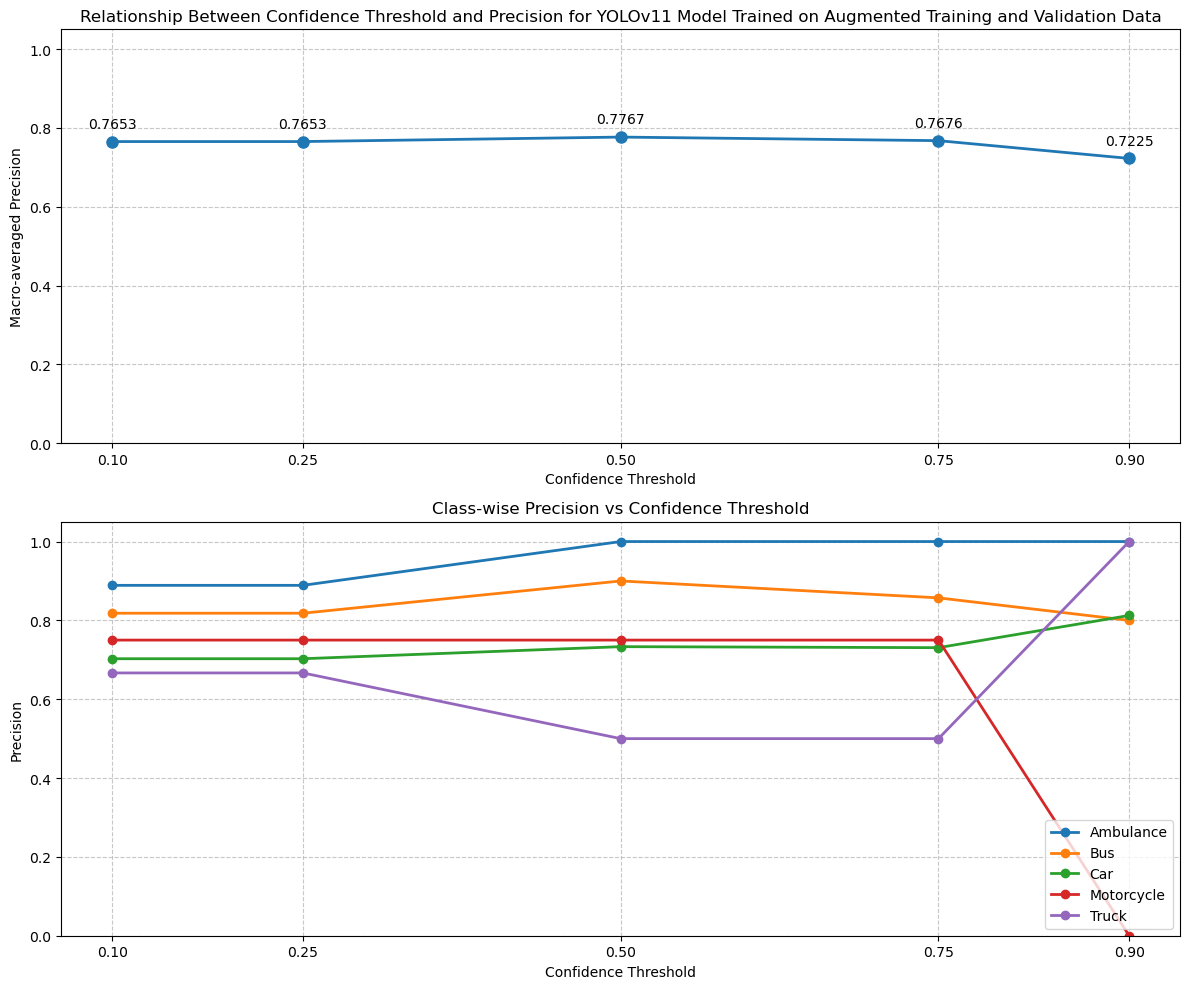 Relationship Between Confidence Threshold and Precision for YOLOv11 Model Trained on Augmented Training and Validation Data
Macro-averaged Precision
1.0
0.8
0.6
0.4
0.2
0.0
0.7653
0.7653
0.7767
0.7676
0.7225
0.10
0.25
0.50
0.75
0.90
Confidence Threshold
Class-wise Precision vs Confidence Threshold
Precision
1.0
0.8
0.6
0.4
0.2
0.0
Ambulance
Bus
Car
Motorcycle
Truck
0.10
0.25
0.50
0.75
0.90
Confidence Threshold